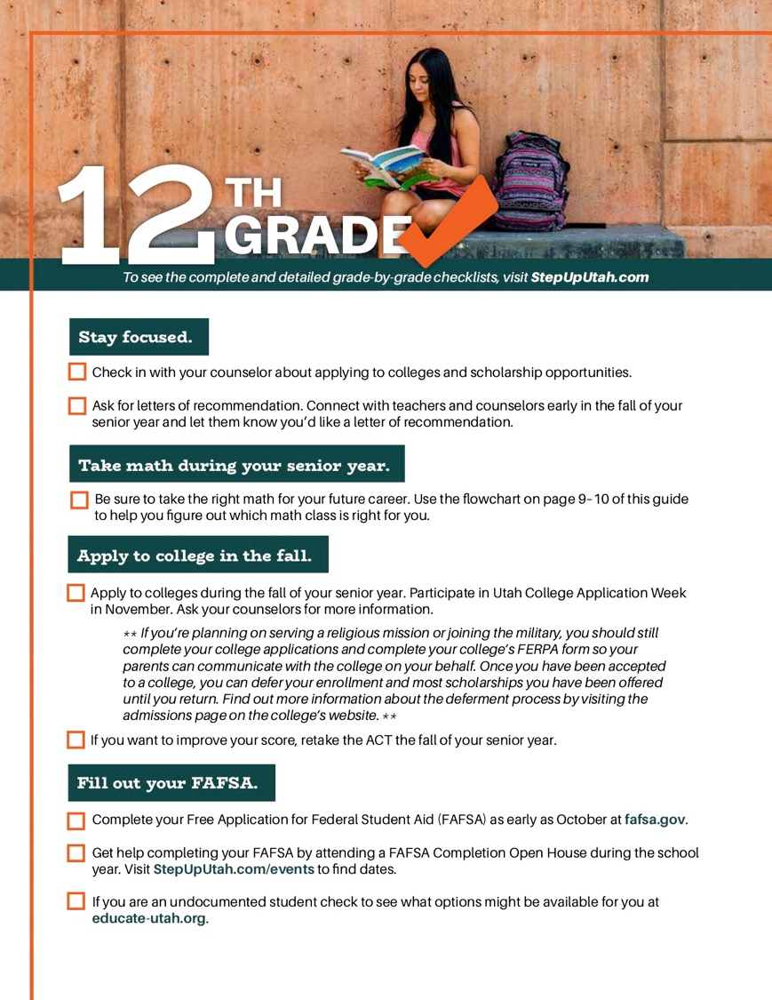 12 TH
GRADE
To see the complete and detailed grade-by-grade checklists, visit StepUpUtah.com
Stay focused.
Check in with your counselor about applying to colleges and scholarship opportunities.
Ask for letters of recommendation. Connect with teachers and counselors early in the fall of your
senior year and let them know you’d like a letter of recommendation.
Take math during your senior year.
Be sure to take the right math for your future career. Use the flowchart on page 9–10 of this guide
to help you figure out which math class is right for you.
Apply to college in the fall.
Apply to colleges during the fall of your senior year. Participate in Utah College Application Week
in November. Ask your counselors for more information.
** If you’re planning on serving a religious mission or joining the military, you should still
complete your college applications and complete your college’s FERPA form so your
parents can communicate with the college on your behalf. Once you have been accepted
to a college, you can defer your enrollment and most scholarships you have been offered
until you return. Find out more information about the deferment process by visiting the
admissions page on the college’s website. **
If you want to improve your score, retake the ACT the fall of your senior year.
Fill out your FAFSA.
Complete your Free Application for Federal Student Aid (FAFSA) as early as October at fafsa.gov.
Get help completing your FAFSA by attending a FAFSA Completion Open House during the school
year. Visit StepUpUtah.com/events to find dates.
If you are an undocumented student check to see what options might be available for you at
educate-utah.org.